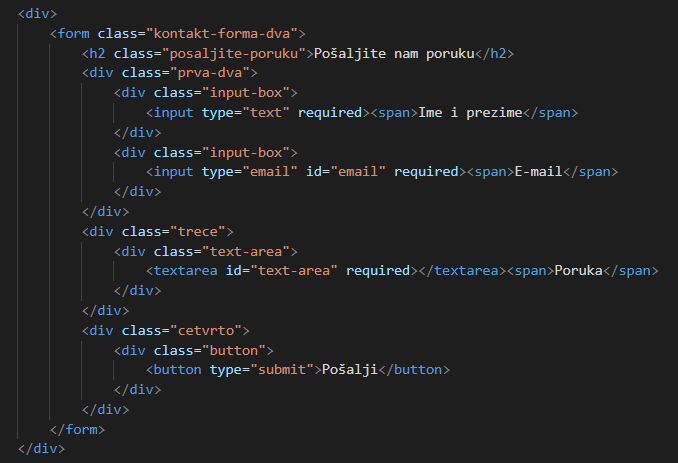 <div>
<form class="kontakt-forma-dva">
<h2 class="posaljite-poruku">Pošaljite nam poruku</h2>
<div class="prva-dva">
<div class="input-box">
<input type="text" required><span>Ime i prezime</span>
</div>
<div class="input-box">
<input type="email" id="email" required><span>E-mail</span>
</div>
</div>
<div class="trece">
<div class="text-area">
<textarea id="text-area" required></textarea><span>Poruka</span>
</div>
</div>
<div class="cetvrto">
<div class="button">
<button type="submit">Pošalji</button>
</div>
</div>
</form>
</div>